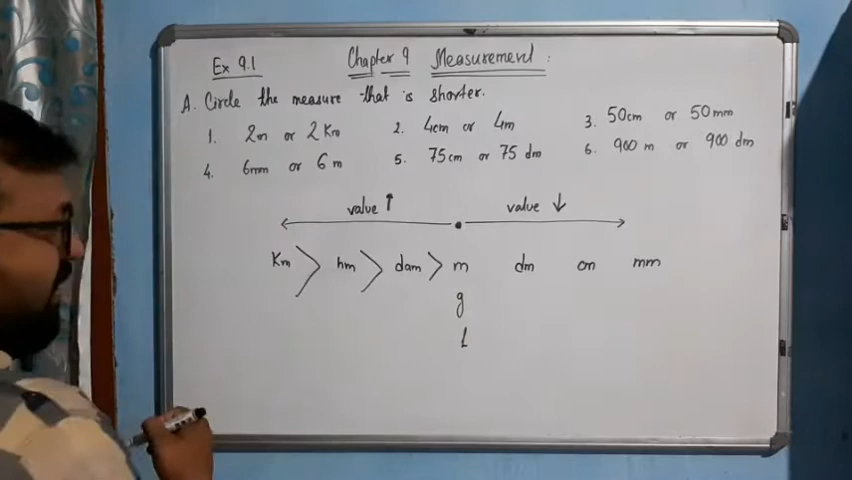 Ex 9.1 Chapter 9 Measurement :
A. Circle the measure that is shorter.
1. 2m or 2 Km 2. 4cm or 4m 3. 50cm or 50mm
4. 6mm or 6 m 5. 75cm or 75 dm 6. 900 m or 900 dm
value ↑ value ↓
Km > hm > dam > m dm cm mm
g
L